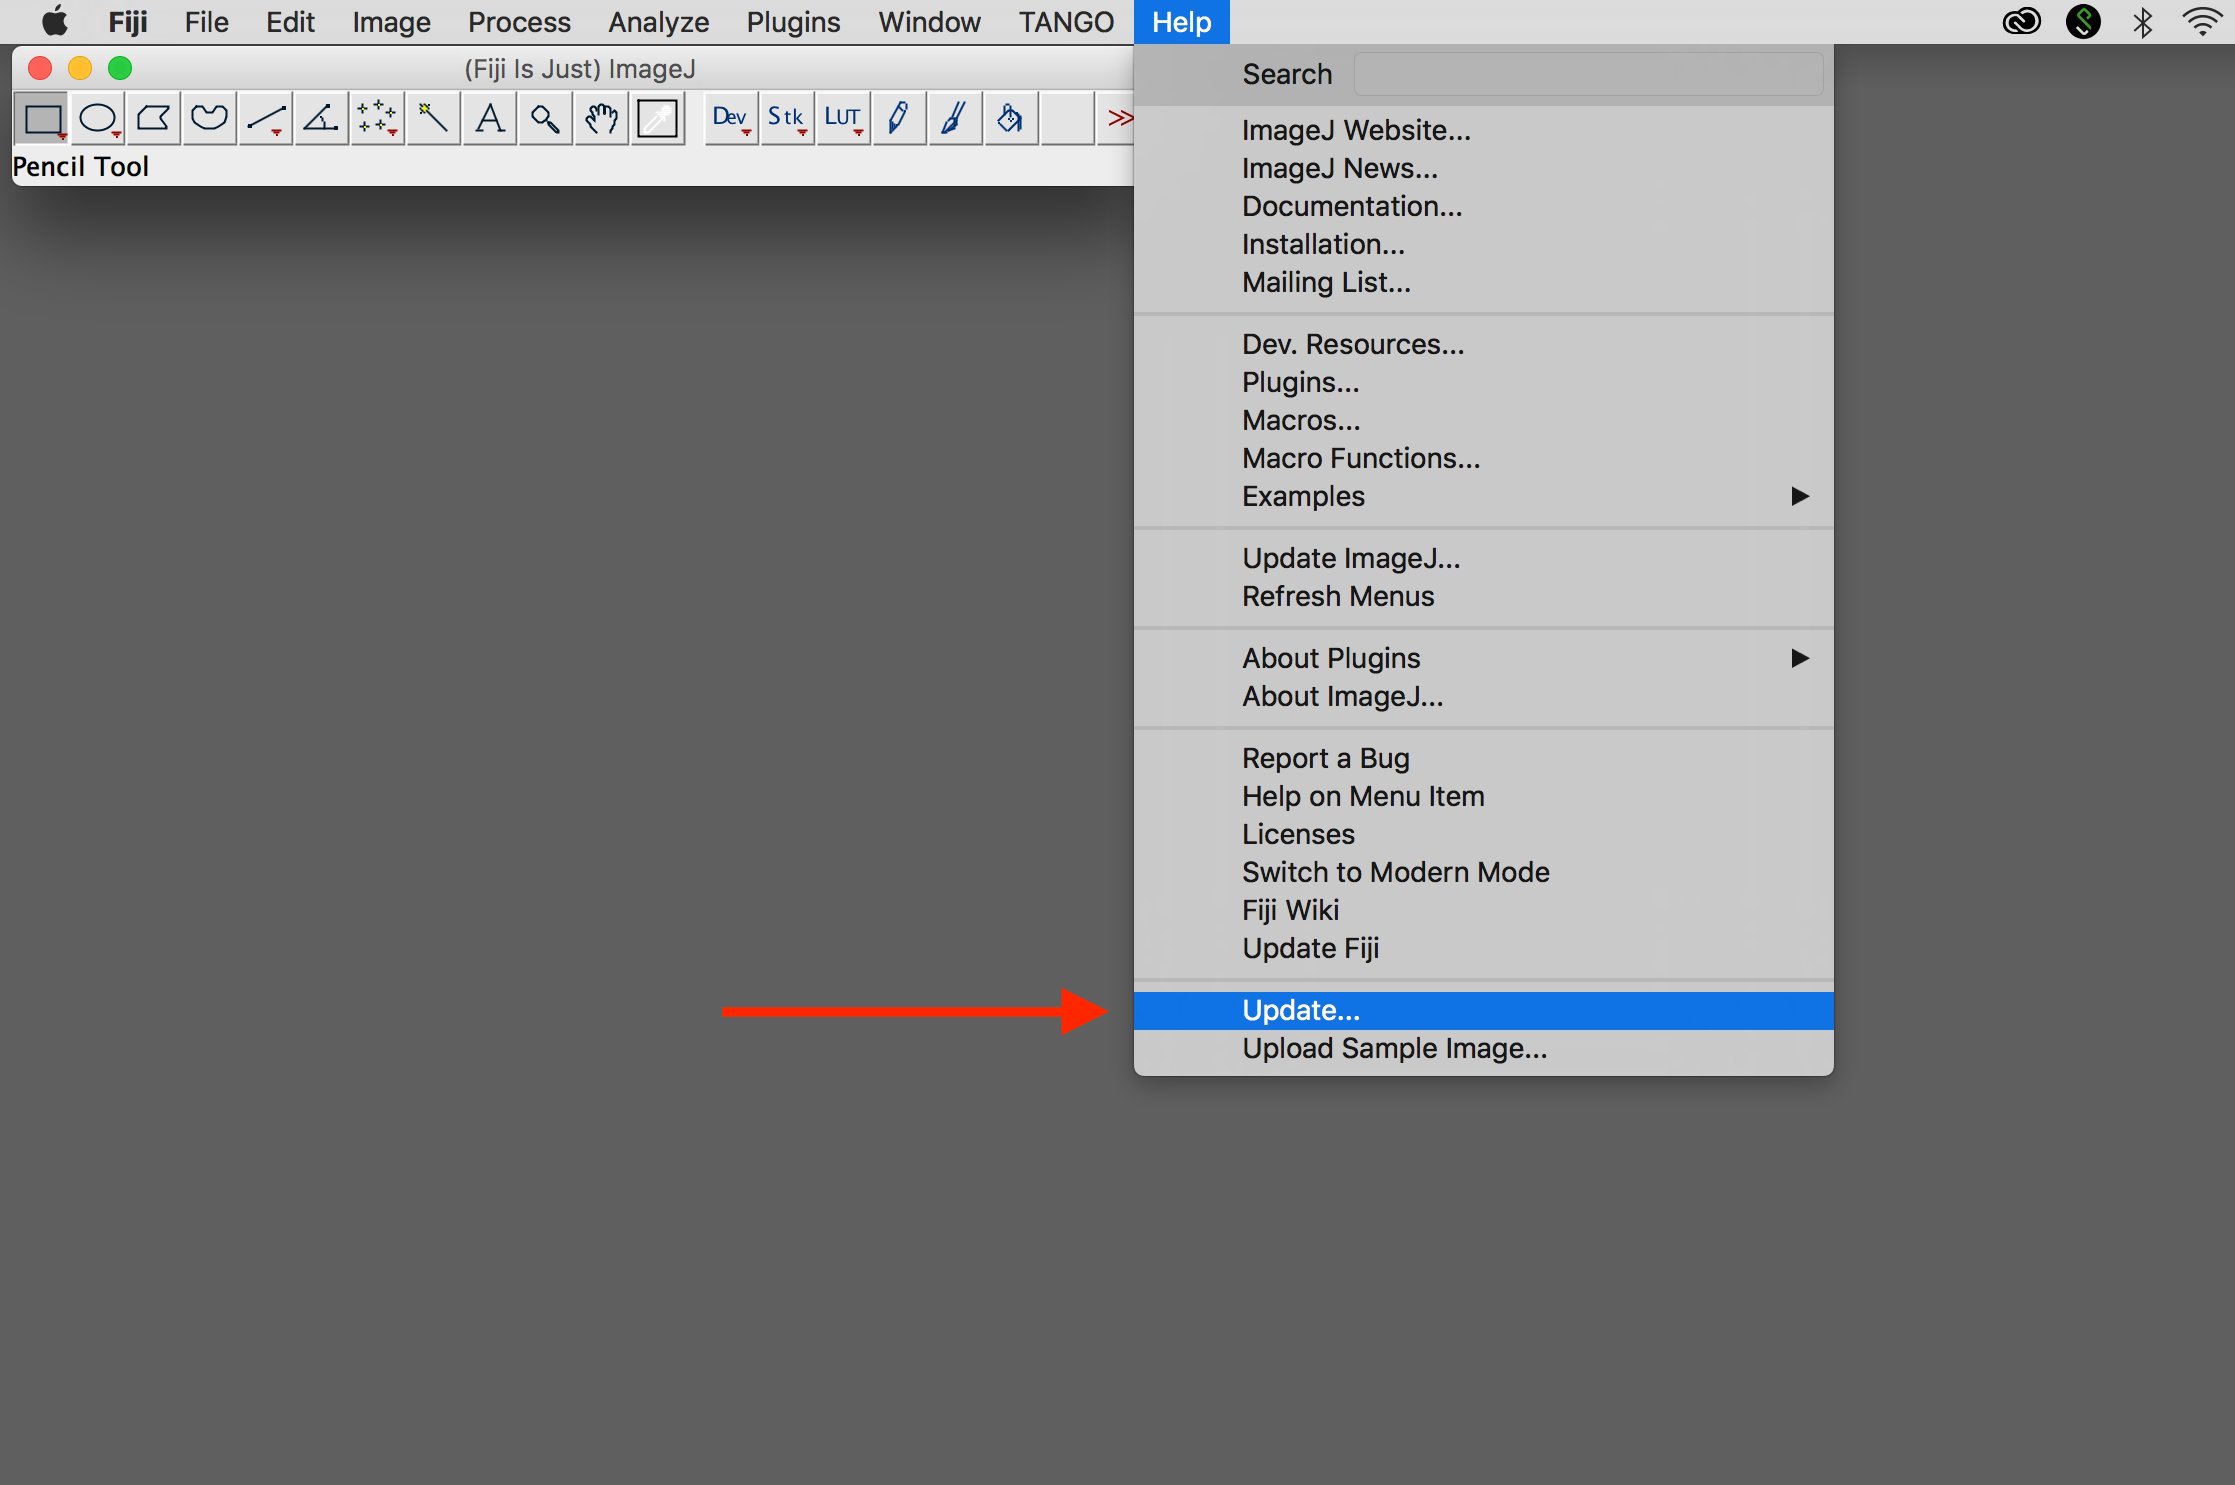 Fiji File Edit Image Process Analyze Plugins Window TANGO Help
(Fiji Is Just) ImageJ
Dev Stk LUT >>
Pencil Tool
Search
ImageJ Website...
ImageJ News...
Documentation...
Installation...
Mailing List...
Dev. Resources...
Plugins...
Macros...
Macro Functions...
Examples
Update ImageJ...
Refresh Menus
About Plugins
About ImageJ...
Report a Bug
Help on Menu Item
Licenses
Switch to Modern Mode
Fiji Wiki
Update Fiji
Update...
Upload Sample Image...